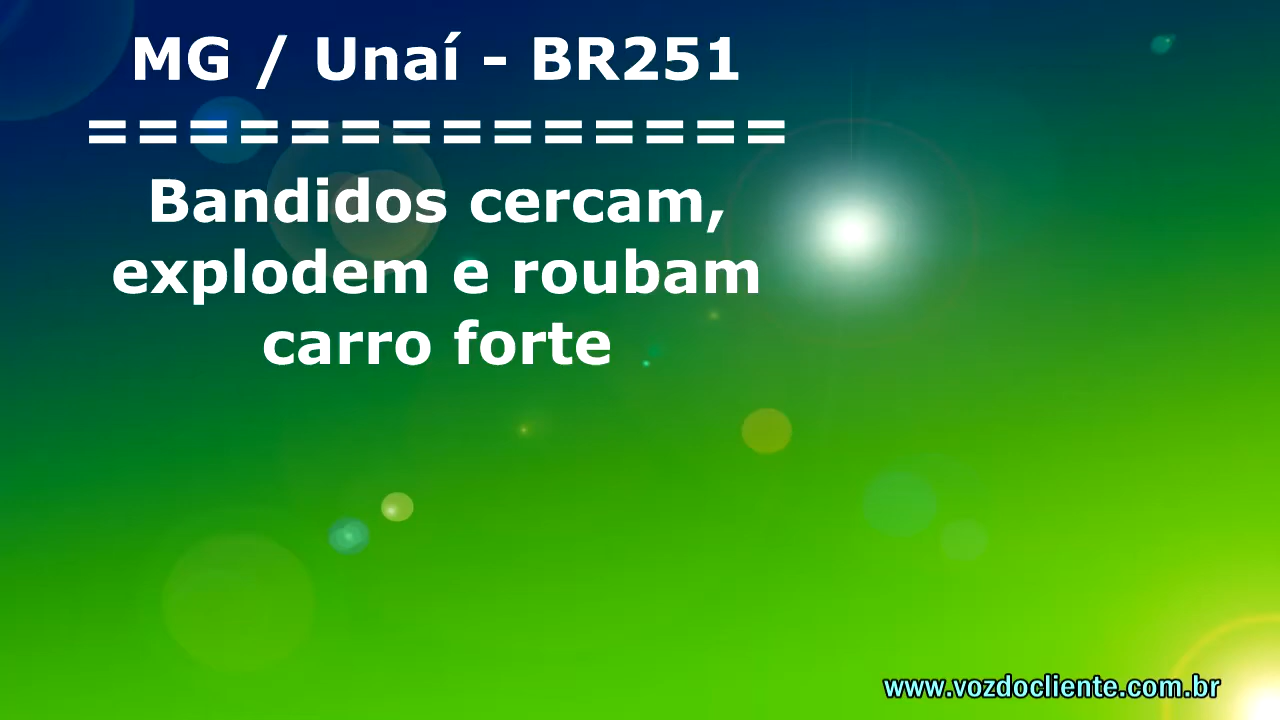 MG / Unaí - BR251
==============
Bandidos cercam,
explodem e roubam
carro forte
www.vozdocliente.com.br